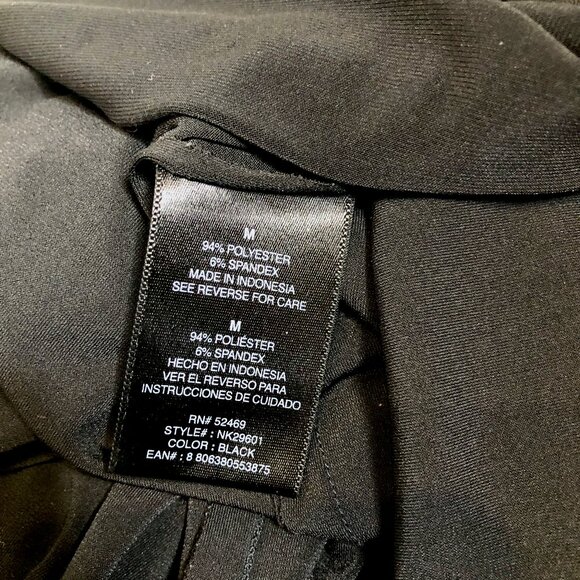 M
94% POLYESTER
6% SPANDEX
MADE IN INDONESIA
SEE REVERSE FOR CARE
M
94% POLIÉSTER
6% SPANDEX
HECHO EN INDONESIA
VER EL REVERSO PARA
INSTRUCCIONES DE CUIDADO
RN# 52469
STYLE# : NK29601
COLOR : BLACK
EAN# : 8 806380553875